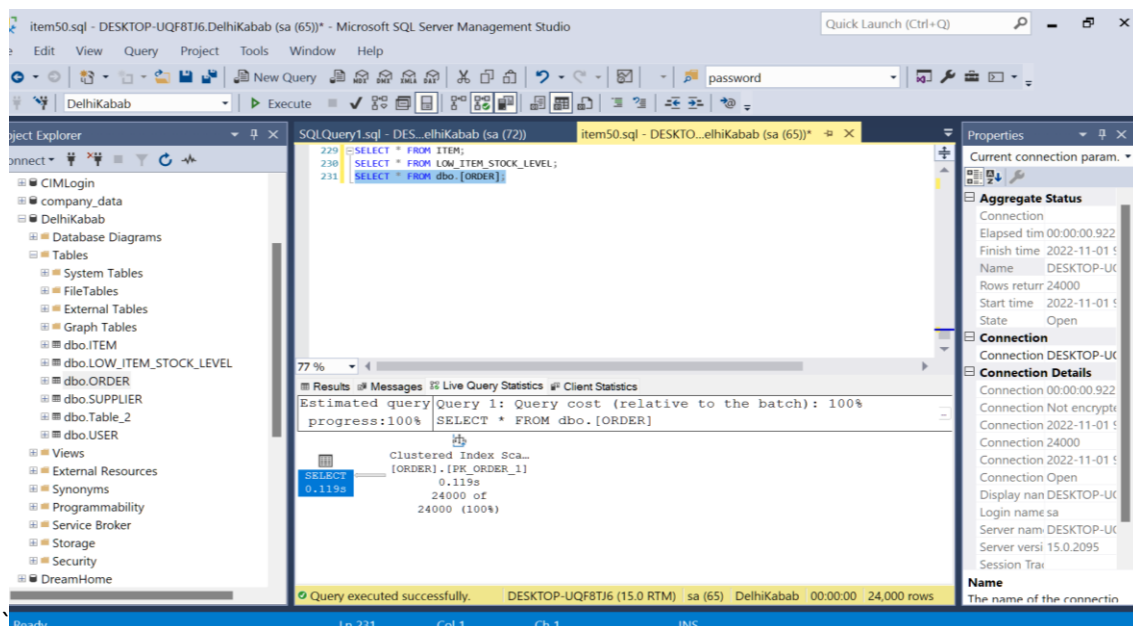 item50.sql - DESKTOP-UQF8TJ6.DelhiKabab (sa (65))* - Microsoft SQL Server Management Studio
Quick Launch (Ctrl+Q)
Edit View Query Project Tools Window Help
New Query
password
DelhiKabab
Execute
ject Explorer
SQLQuery1.sql - DES...elhiKabab (sa (72))
item50.sql - DESKTO...elhiKabab (sa (65))*
Properties
onnect
CIMLogin
company_data
DelhiKabab
Database Diagrams
Tables
System Tables
FileTables
External Tables
Graph Tables
dbo.ITEM
dbo.LOW_ITEM_STOCK_LEVEL
dbo.ORDER
dbo.SUPPLIER
dbo.Table_2
dbo.USER
Views
External Resources
Synonyms
Programmability
Service Broker
Storage
Security
DreamHome
229 SELECT * FROM ITEM;
230 SELECT * FROM LOW_ITEM_STOCK_LEVEL;
231 SELECT * FROM dbo.[ORDER];
77 %
Results Messages Live Query Statistics Client Statistics
Estimated query progress:100%
Query 1: Query cost (relative to the batch): 100%
SELECT * FROM dbo.[ORDER]
SELECT
0.119s
Clustered Index Sca...
[ORDER].[PK_ORDER_1]
0.119s
24000 of
24000 (100%)
Query executed successfully. DESKTOP-UQF8TJ6 (15.0 RTM) sa (65) DelhiKabab 00:00:00 24,000 rows
Current connection param.
Aggregate Status
Connection
Elapsed tim 00:00:00.922
Finish time 2022-11-01 9
Name DESKTOP-UQ
Rows returr 24000
Start time 2022-11-01 9
State Open
Connection
Connection DESKTOP-UQ
Connection Details
Connection 00:00:00.922
Connection Not encrypte
Connection 2022-11-01 9
Connection 24000
Connection 2022-11-01 9
Connection Open
Display nan DESKTOP-UQ
Login name sa
Server nam DESKTOP-UQ
Server versi 15.0.2095
Session Trac
Name
The name of the connectio
Ready Ln 231 Col 1 Ch 1 INS